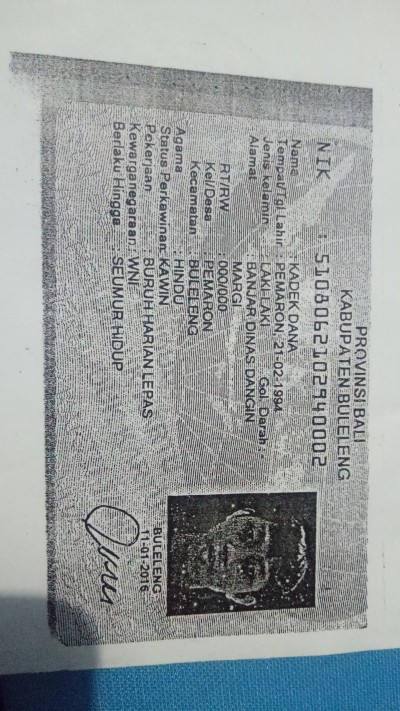 PROVINSI BALI
KABUPATEN BULELENG
NIK : 5108062102940002
Nama : KADEK DANA
Tempat/Tgl Lahir : PEMARON, 21-02-1994
Jenis kelamin : LAKI-LAKI Gol. Darah : -
Alamat : BANJAR DINAS DANGIN
MARGI
RT/RW : 000/000
Kel/Desa : PEMARON
Kecamatan : BULELENG
Agama : HINDU
Status Perkawinan: KAWIN
Pekerjaan : BURUH HARIAN LEPAS
Kewarganegaraan: WNI
Berlaku Hingga : SEUMUR HIDUP
BULELENG
11-01-2016